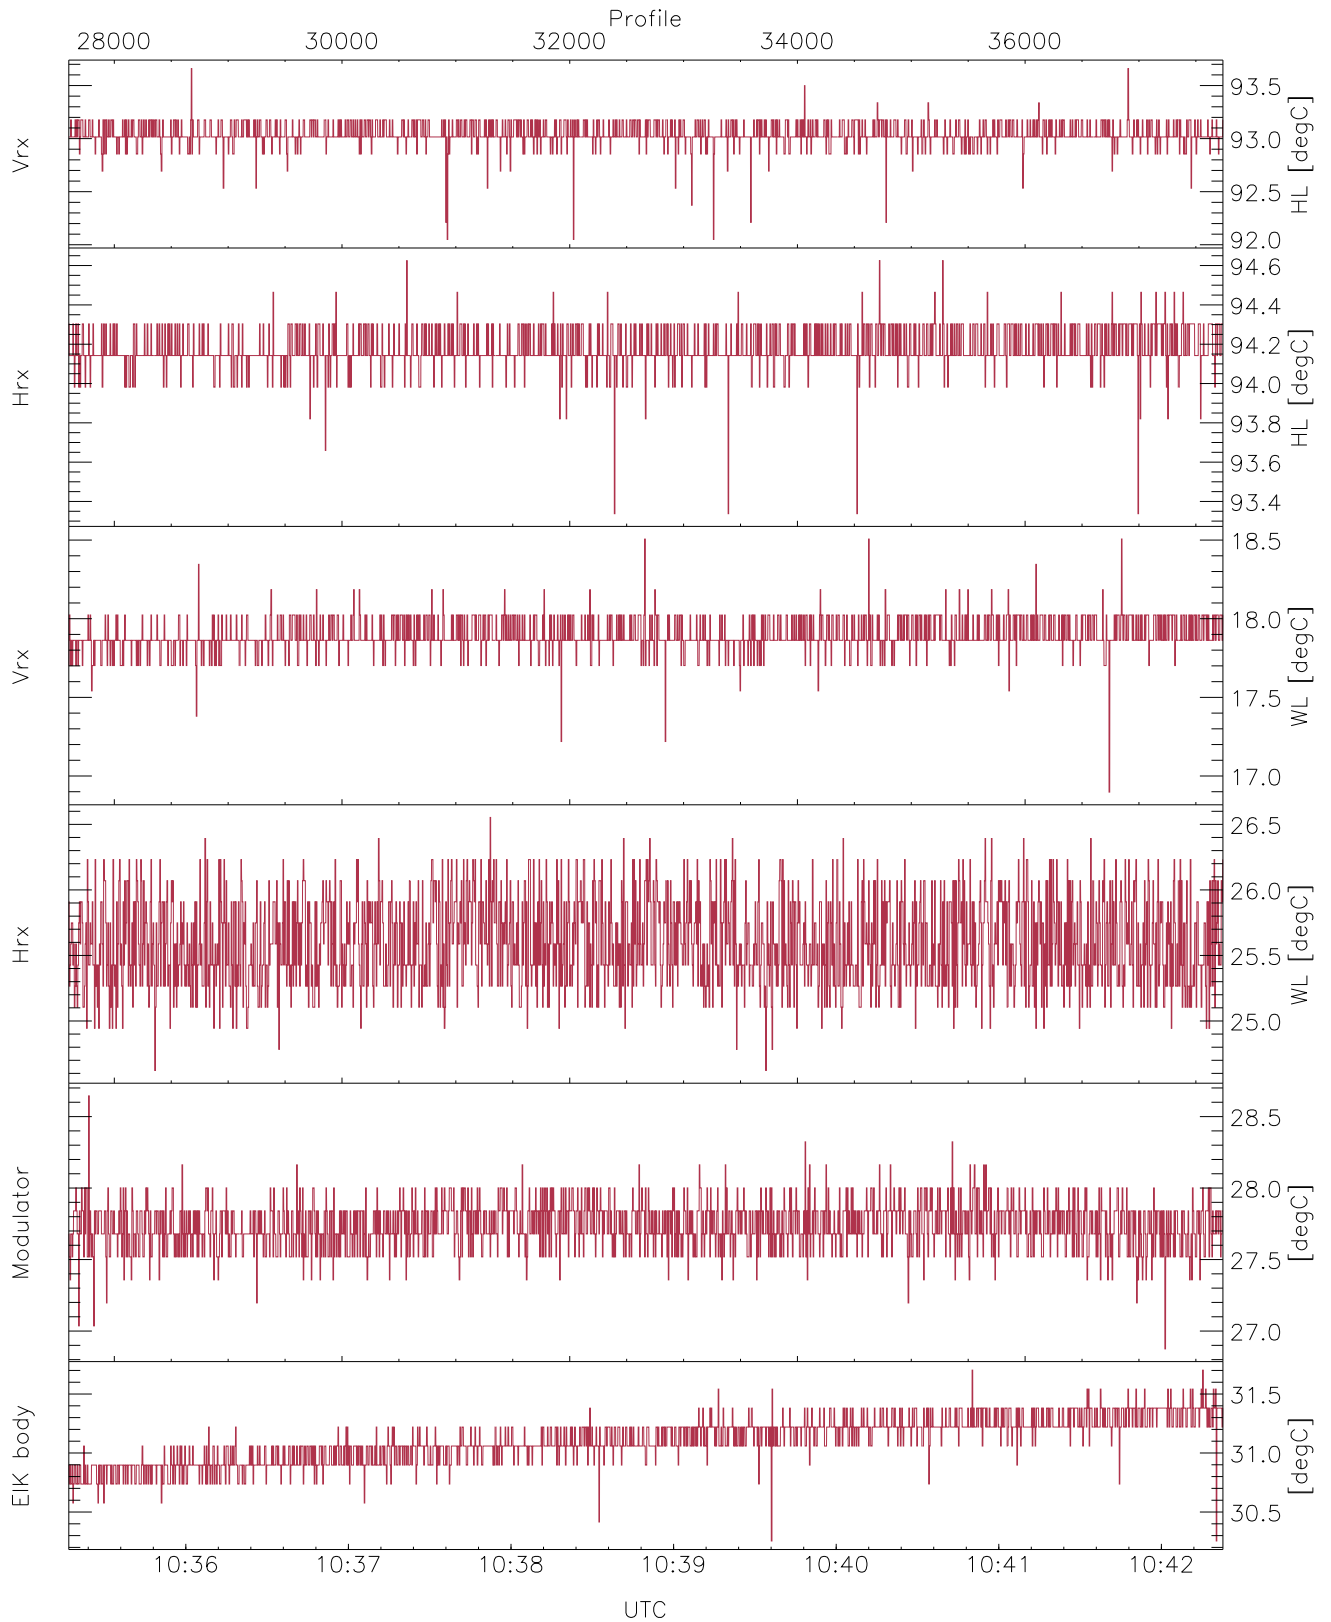 Profile
28000 30000 32000 34000 36000
Vrx
93.5
93.0
92.5
92.0
HL [degC]
Hrx
94.6
94.4
94.2
94.0
93.8
93.6
93.4
HL [degC]
Vrx
18.5
18.0
17.5
17.0
WL [degC]
Hrx
26.5
26.0
25.5
25.0
WL [degC]
Modulator
28.5
28.0
27.5
27.0
[degC]
EIK body
31.5
31.0
30.5
[degC]
10:36 10:37 10:38 10:39 10:40 10:41 10:42
UTC